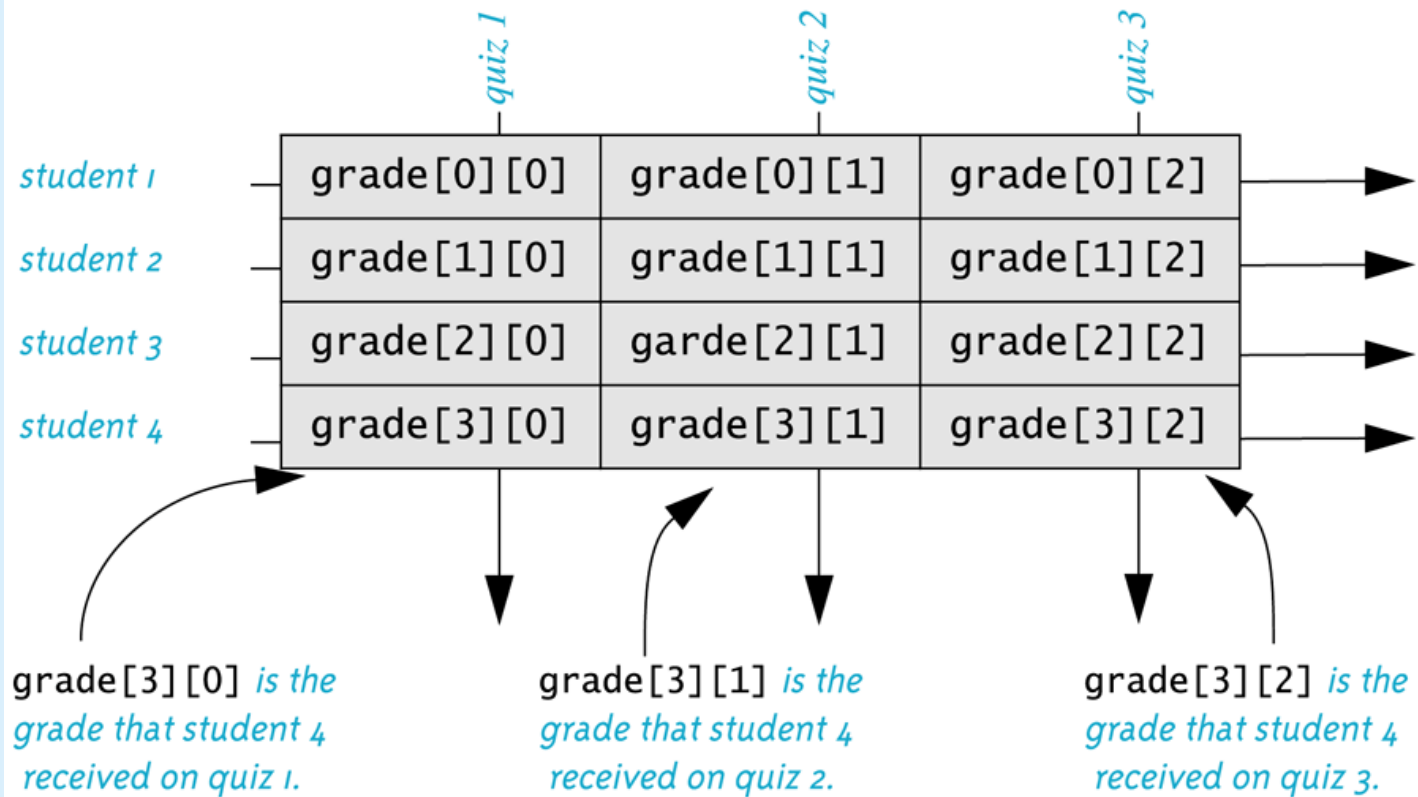 quiz 1 quiz 2 quiz 3
student 1 grade[0][0] grade[0][1] grade[0][2]
student 2 grade[1][0] grade[1][1] grade[1][2]
student 3 grade[2][0] garde[2][1] grade[2][2]
student 4 grade[3][0] grade[3][1] grade[3][2]
grade[3][0] is the
grade that student 4
received on quiz 1.
grade[3][1] is the
grade that student 4
received on quiz 2.
grade[3][2] is the
grade that student 4
received on quiz 3.